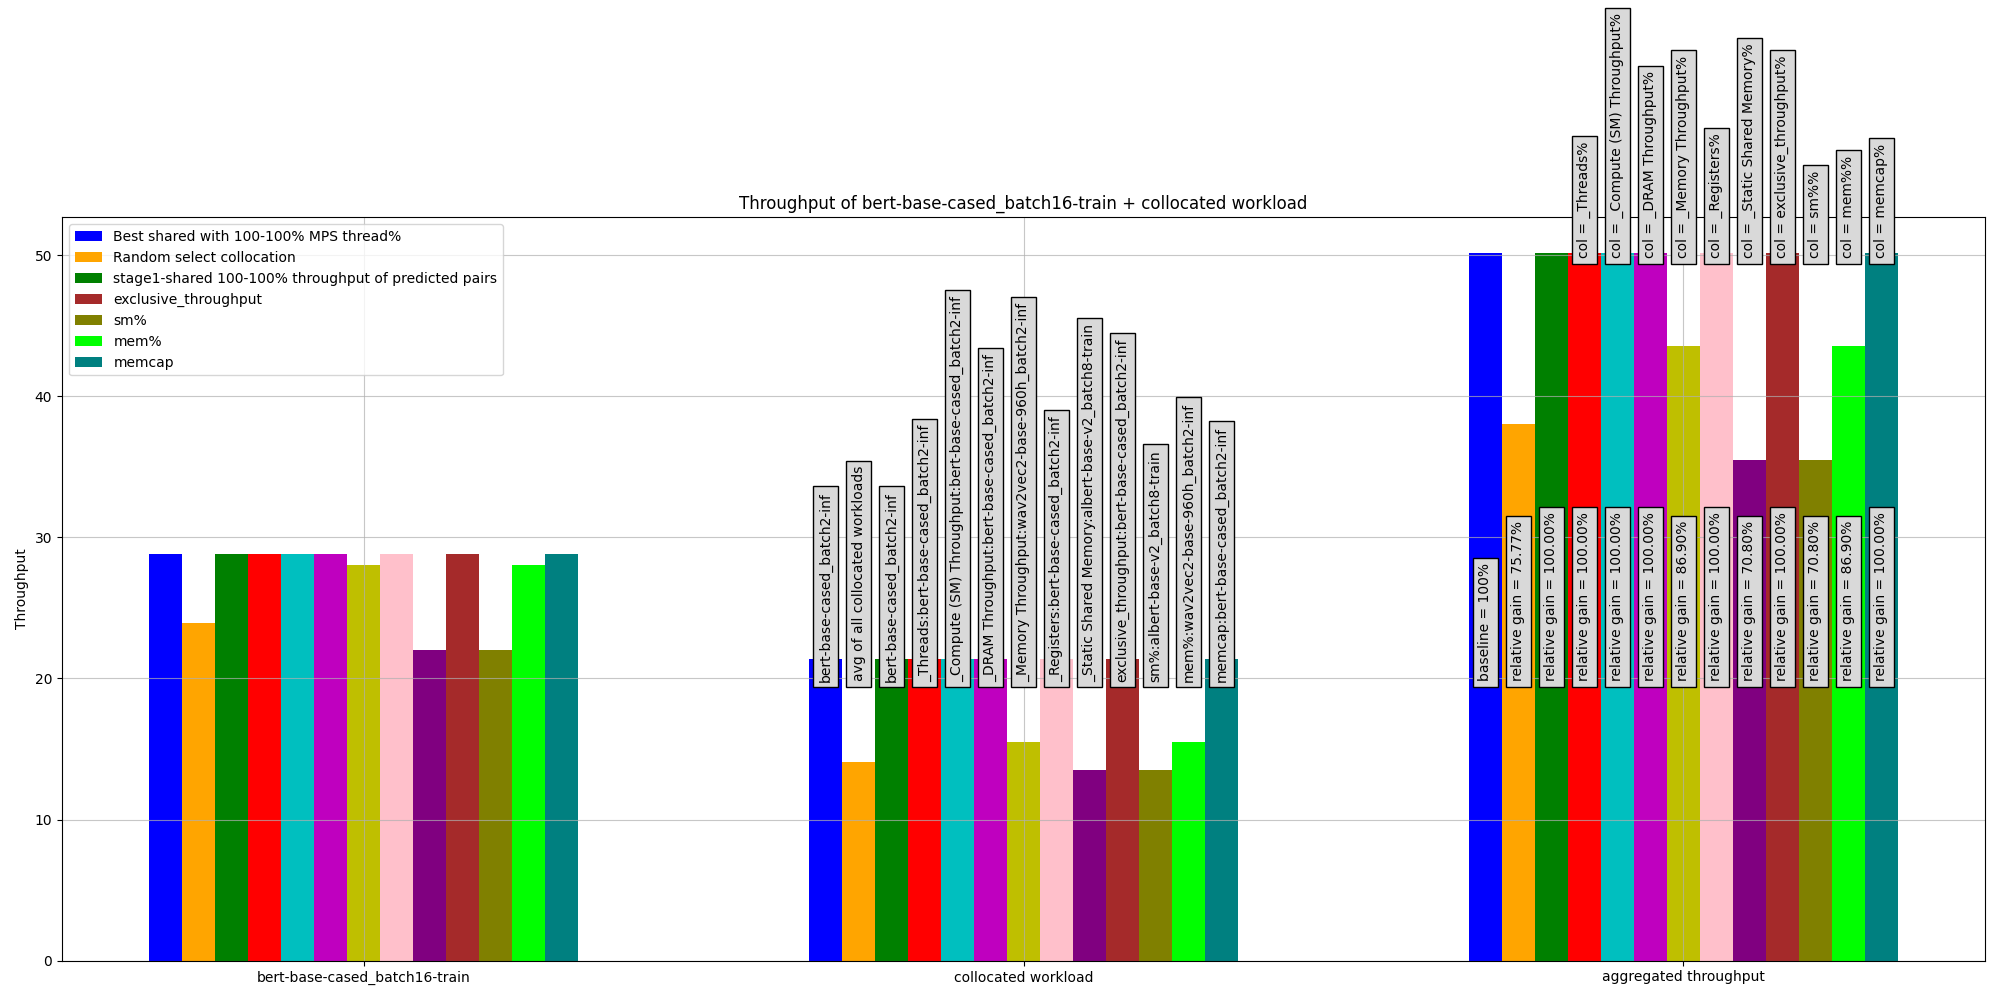 col = _Threads%
col = _Compute (SM) Throughput%
col = _DRAM Throughput%
col = _Memory Throughput%
col = _Registers%
col = _Static Shared Memory%
col = exclusive_throughput%
col = sm%%
col = mem%%
col = memcap%
Throughput of bert-base-cased_batch16-train + collocated workload
Best shared with 100-100% MPS thread%
Random select collocation
stage1-shared 100-100% throughput of predicted pairs
exclusive_throughput
sm%
mem%
memcap
Throughput
50
40
30
20
10
0
bert-base-cased_batch2-inf
avg of all collocated workloads
bert-base-cased_batch2-inf
_Threads:bert-base-cased_batch2-inf
_Compute (SM) Throughput:bert-base-cased_batch2-inf
_DRAM Throughput:bert-base-cased_batch2-inf
_Memory Throughput:wav2vec2-base-960h_batch2-inf
_Registers:bert-base-cased_batch2-inf
_Static Shared Memory:albert-base-v2_batch8-train
exclusive_throughput:bert-base-cased_batch2-inf
sm%:albert-base-v2_batch8-train
mem%:wav2vec2-base-960h_batch2-inf
memcap:bert-base-cased_batch2-inf
baseline = 100%
relative gain = 75.77%
relative gain = 100.00%
relative gain = 100.00%
relative gain = 100.00%
relative gain = 100.00%
relative gain = 86.90%
relative gain = 100.00%
relative gain = 70.80%
relative gain = 100.00%
relative gain = 70.80%
relative gain = 86.90%
relative gain = 100.00%
bert-base-cased_batch16-train
collocated workload
aggregated throughput